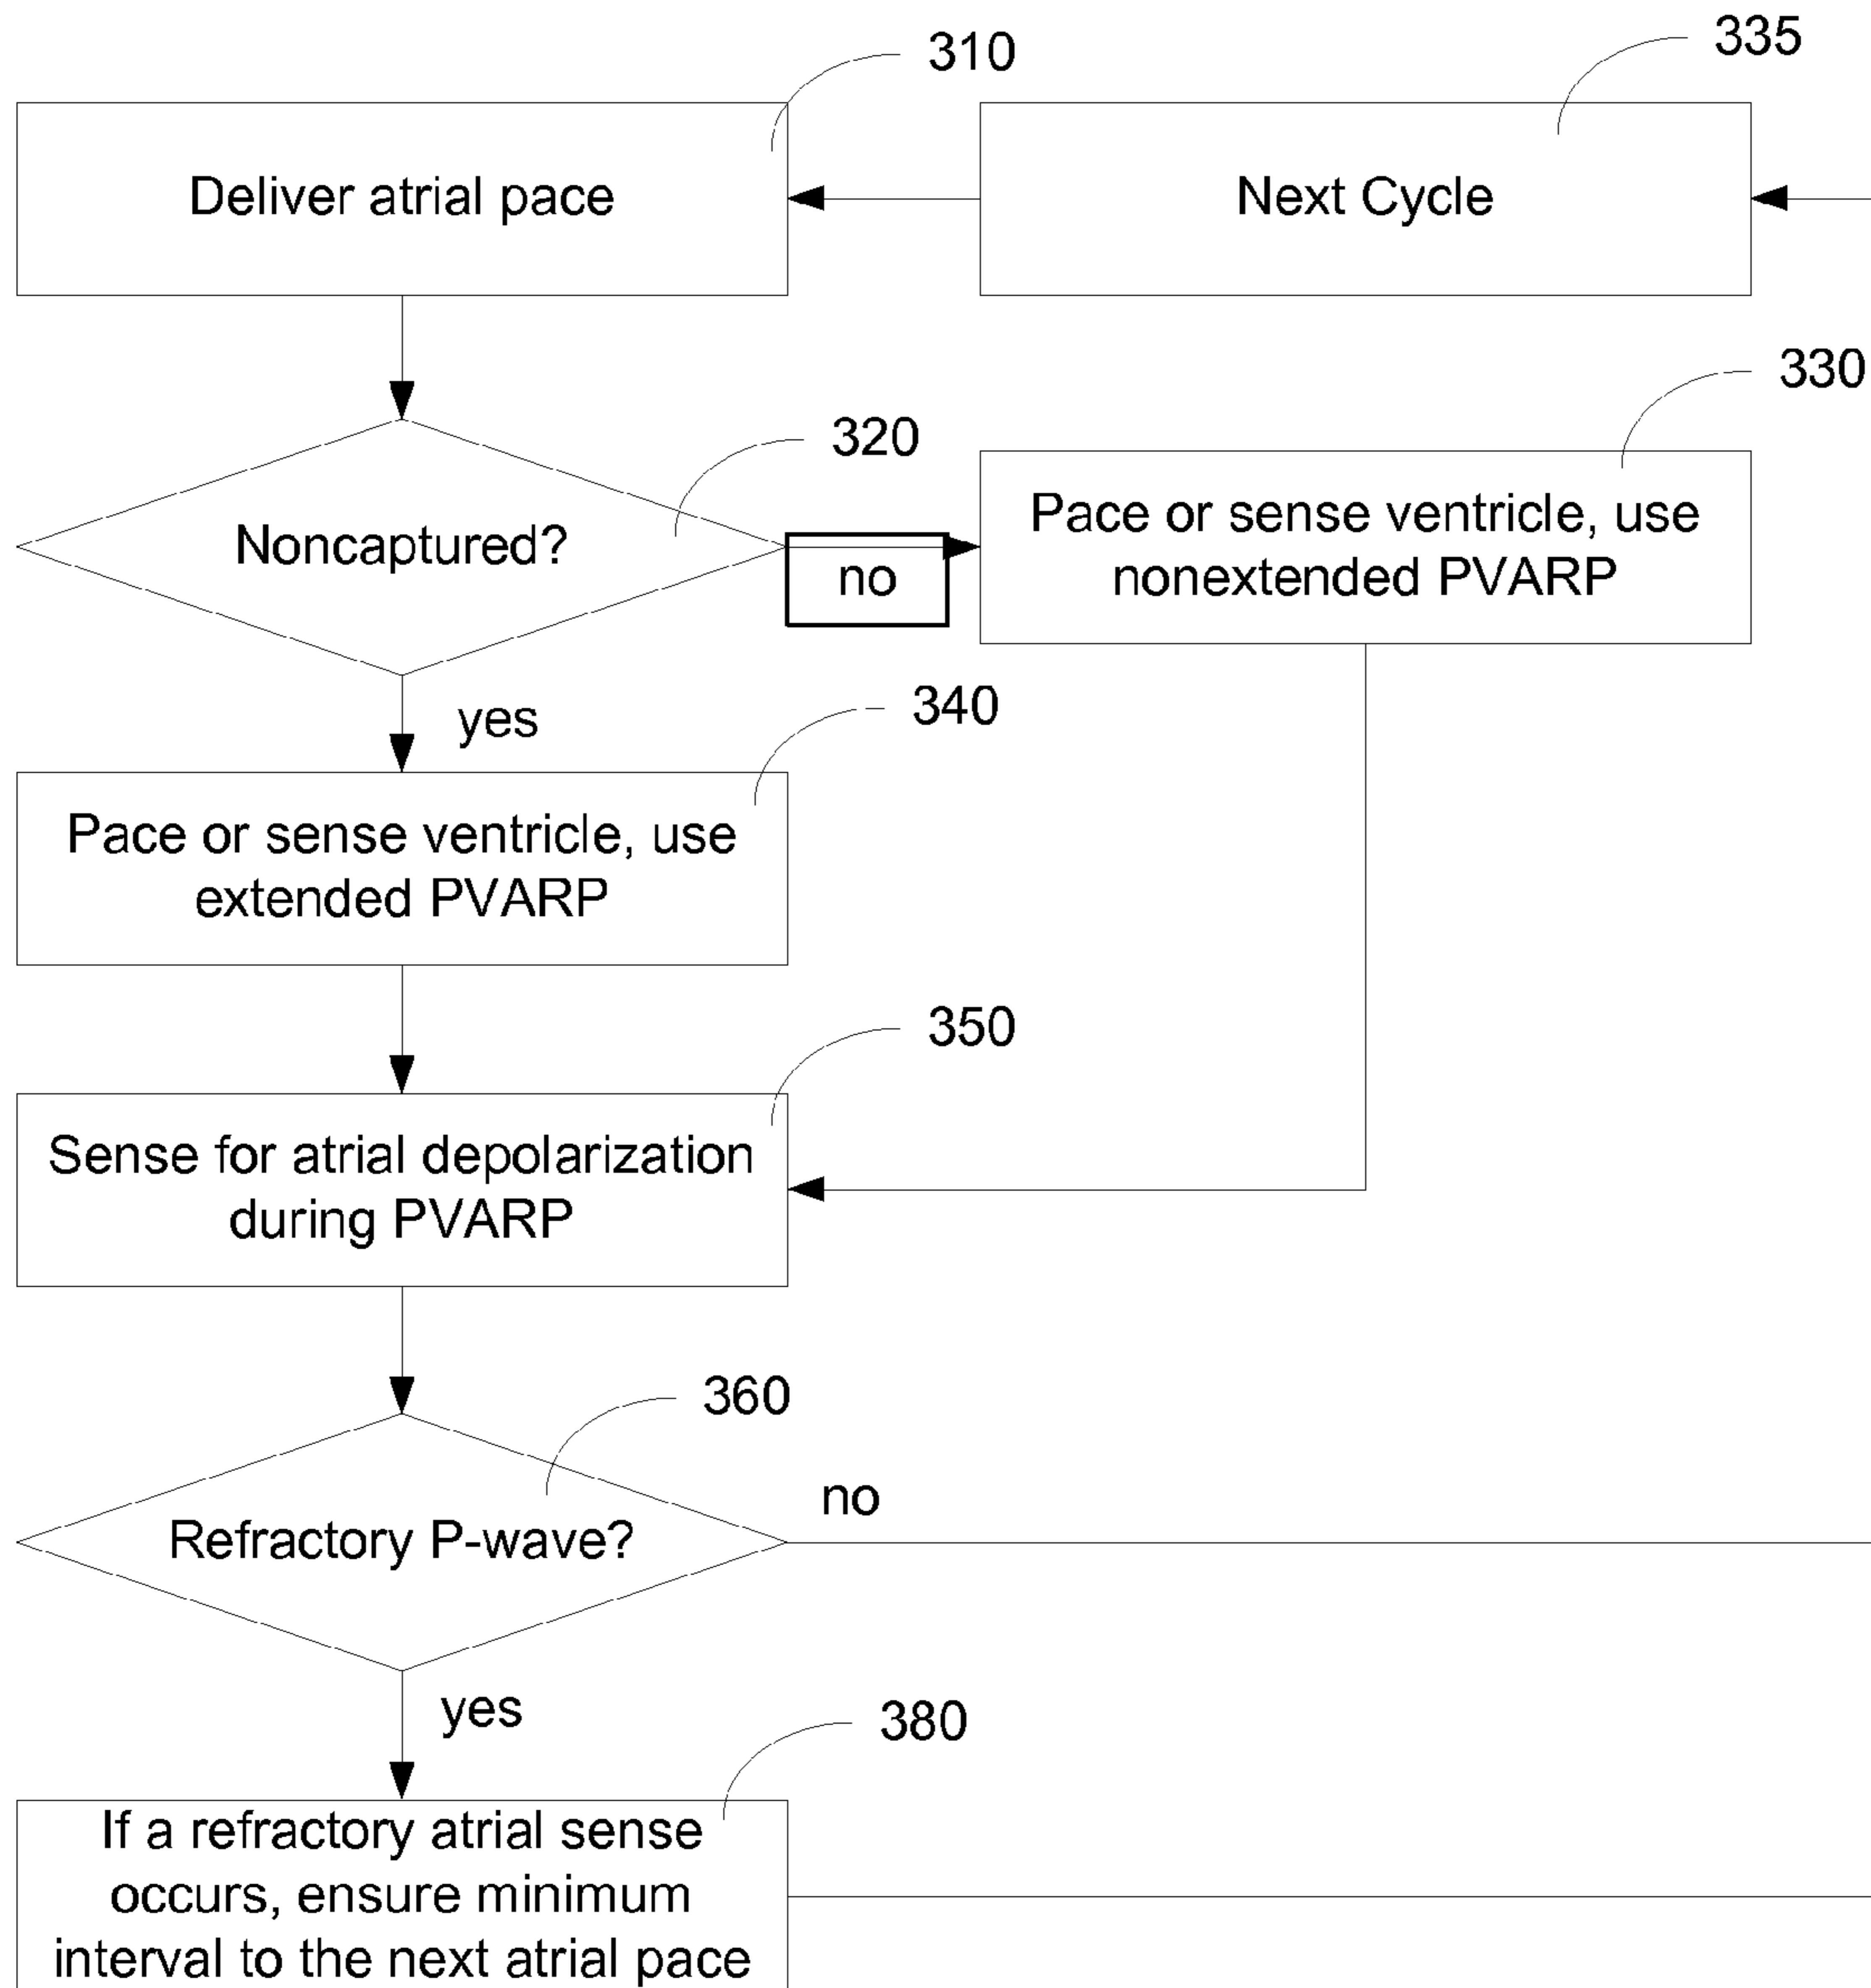 310
335
Deliver atrial pace
Next Cycle
330
320
Noncaptured?
no
Pace or sense ventricle, use
nonextended PVARP
yes
340
Pace or sense ventricle, use
extended PVARP
350
Sense for atrial depolarization
during PVARP
360
Refractory P-wave?
no
yes
380
If a refractory atrial sense
occurs, ensure minimum
interval to the next atrial pace